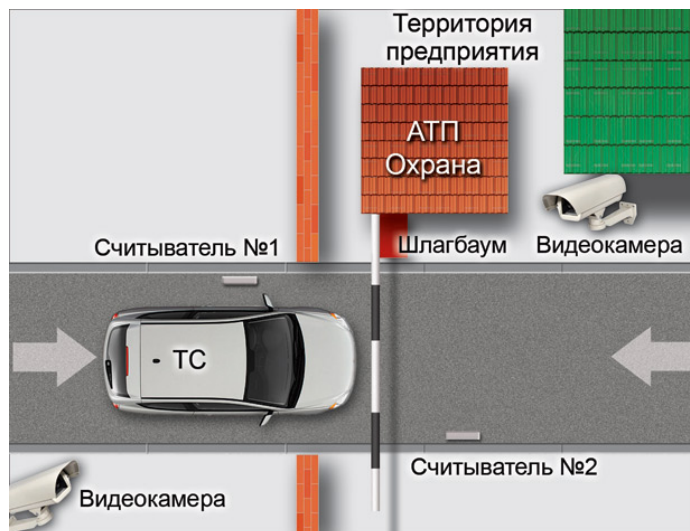 Территория
предприятия
АТП
Охрана
Считыватель №1
Шлагбаум
Видеокамера
ТС
Считыватель №2
Видеокамера